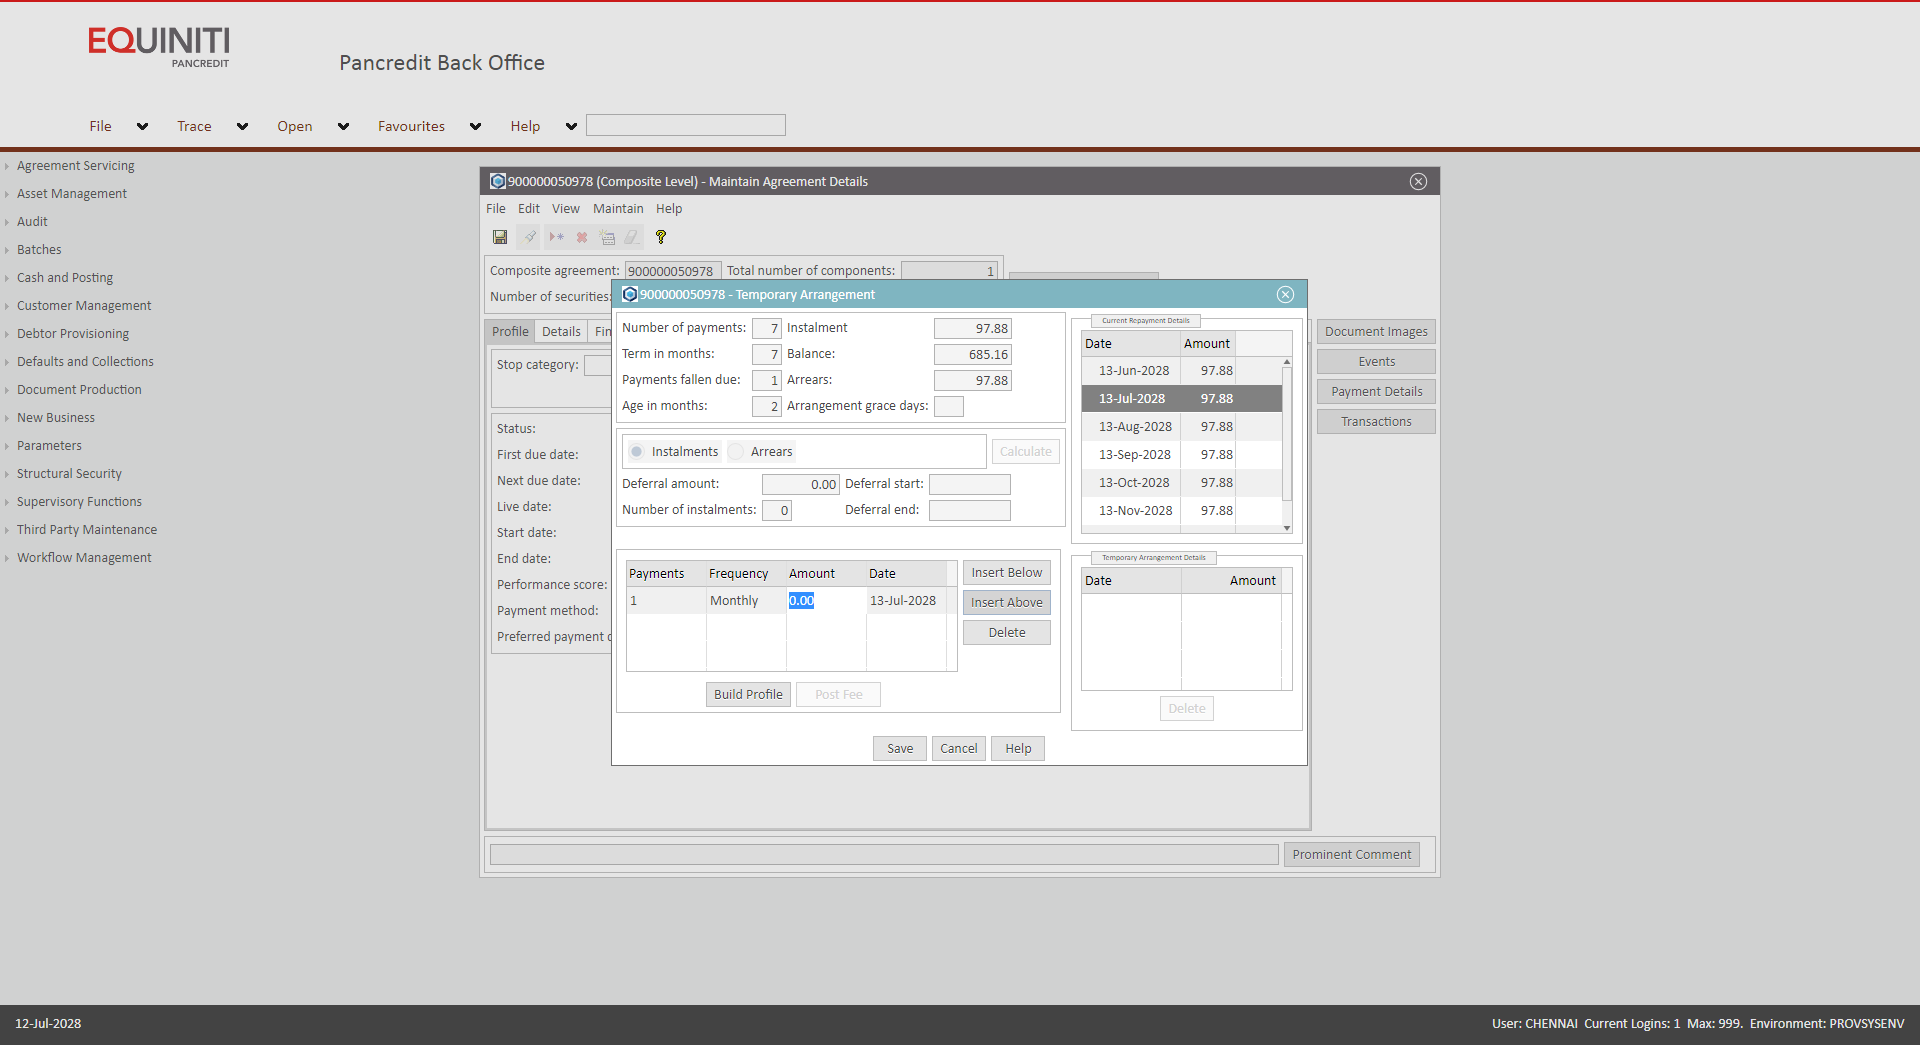 EQUINITI
PANCREDIT
Pancredit Back Office
File Trace Open Favourites Help
Agreement Servicing
Asset Management
Audit
Batches
Cash and Posting
Customer Management
Debtor Provisioning
Defaults and Collections
Document Production
New Business
Parameters
Structural Security
Supervisory Functions
Third Party Maintenance
Workflow Management
900000050978 (Composite Level) - Maintain Agreement Details
File Edit View Maintain Help
Composite agreement: 900000050978 Total number of components: 1
Number of securities:
Profile Details Fin
Stop category:
Status:
First due date:
Next due date:
Live date:
Start date:
End date:
Performance score:
Payment method:
Preferred payment
900000050978 - Temporary Arrangement
Number of payments: 7 Instalment 97.88
Term in months: 7 Balance: 685.16
Payments fallen due: 1 Arrears: 97.88
Age in months: 2 Arrangement grace days:
Instalments Arrears Calculate
Deferral amount: 0.00 Deferral start:
Number of instalments: 0 Deferral end:
Payments Frequency Amount Date
1 Monthly 0.00 13-Jul-2028
Insert Below
Insert Above
Delete
Build Profile Post Fee
Save Cancel Help
Current Repayment Details
Date Amount
13-Jun-2028 97.88
13-Jul-2028 97.88
13-Aug-2028 97.88
13-Sep-2028 97.88
13-Oct-2028 97.88
13-Nov-2028 97.88
Temporary Arrangement Details
Date Amount
Delete
Document Images
Events
Payment Details
Transactions
Prominent Comment
12-Jul-2028
User: CHENNAI Current Logins: 1 Max: 999. Environment: PROVSYSENV